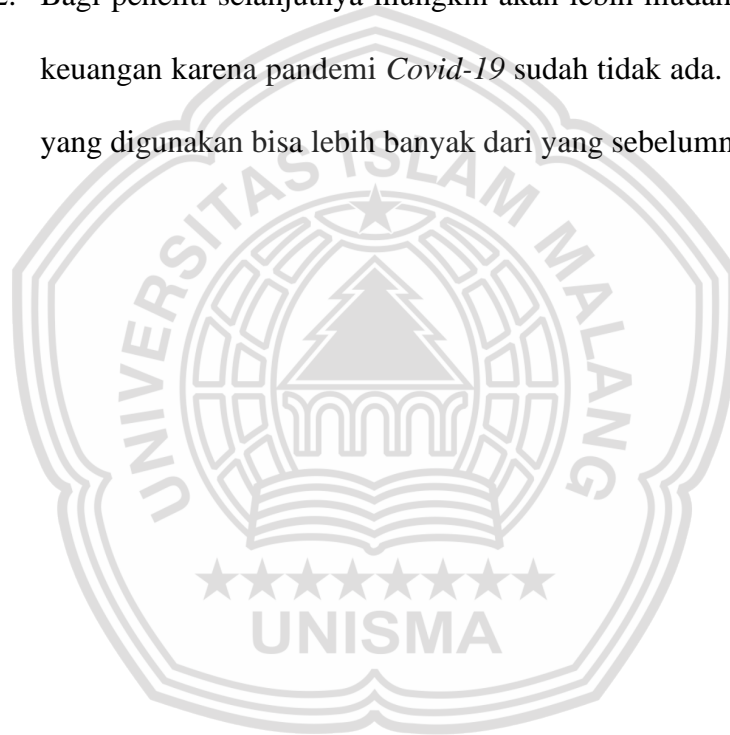 2. Bagi peneliti selanjutnya mungkin akan lebih mudah
keuangan karena pandemi Covid-19 sudah tidak ada.
yang digunakan bisa lebih banyak dari yang
UNIVERSITAS ISLAM MALANG
UNISMA